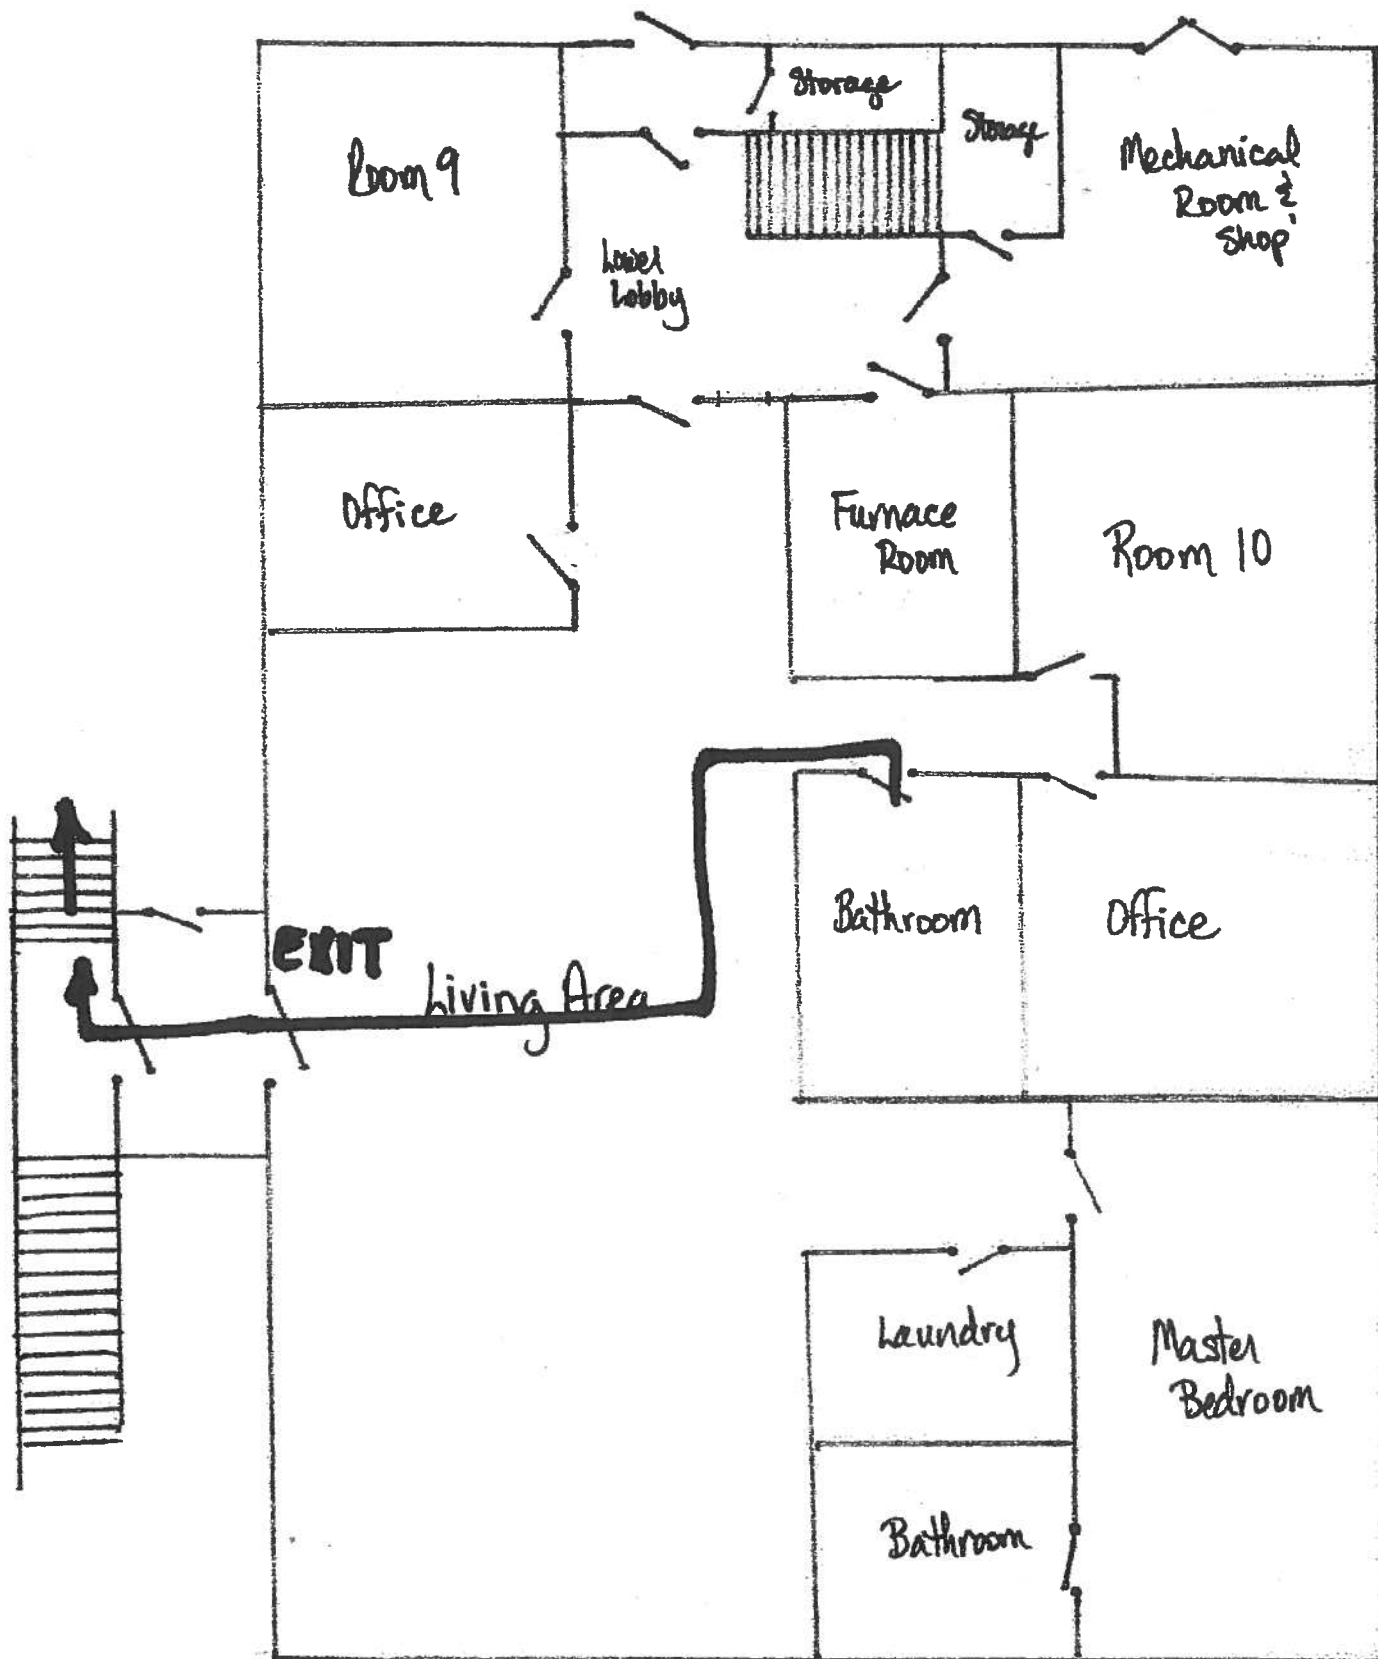 Storage
Storage
Room 9
Mechanical
Room &
Shop
Lower
Lobby
Office
Furnace
Room
Room 10
Bathroom
Office
EXIT
Living Area
Laundry
Master
Bedroom
Bathroom